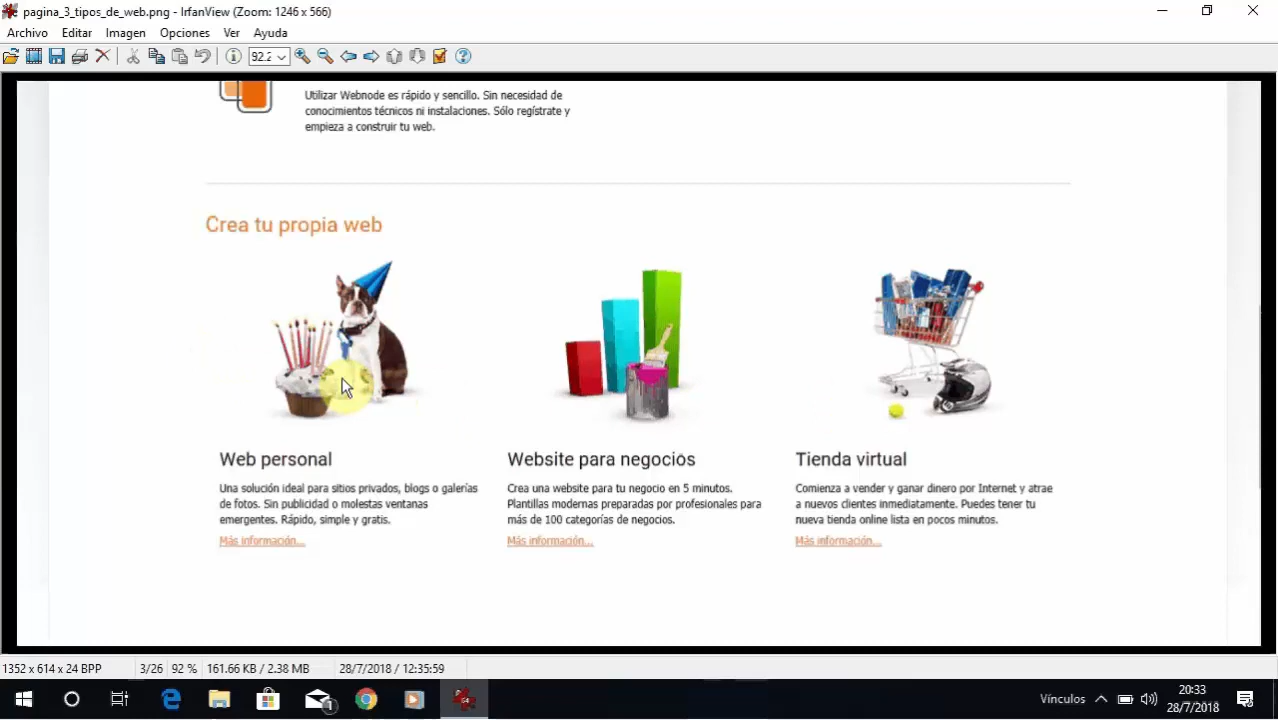 pagina_3_tipos_de_web.png - IrfanView (Zoom: 1246 x 566)
Archivo Editar Imagen Opciones Ver Ayuda
92.2
Utilizar Webnode es rápido y sencillo. Sin necesidad de
conocimientos técnicos ni instalaciones. Sólo regístrate y
empieza a construir tu web.
Crea tu propia web
Web personal
Una solución ideal para sitios privados, blogs o galerías
de fotos. Sin publicidad o molestas ventanas
emergentes. Rápido, simple y gratis.
Más información...
Website para negocios
Crea una website para tu negocio en 5 minutos.
Plantillas modernas preparadas por profesionales para
más de 100 categorías de negocios.
Más información...
Tienda virtual
Comienza a vender y ganar dinero por Internet y atrae
a nuevos clientes inmediatamente. Puedes tener tu
nueva tienda online lista en pocos minutos.
Más información...
1352 x 614 x 24 BPP 3/26 92 % 161.66 KB / 2.38 MB 28/7/2018 / 12:35:59
1
64
Vínculos
20:33
28/7/2018